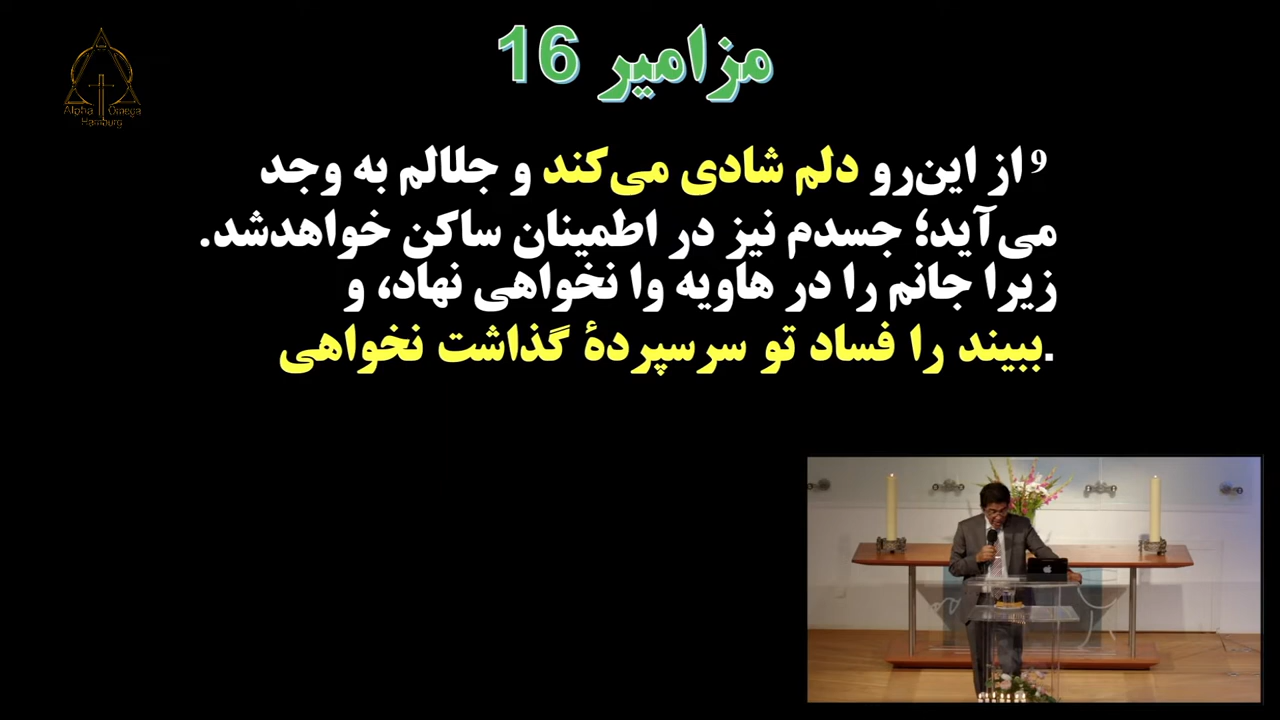 Alpha Omega
Hamburg
مزامیر 16
⁹ از این‌رو دلم شادی می‌کند و جلالم به وجد
می‌آید؛ جسدم نیز در اطمینان ساکن خواهدشد.
زیرا جانم را در هاویه وا نخواهی نهاد، و
.ببیند را فساد تو سرسپردهٔ گذاشت نخواهی